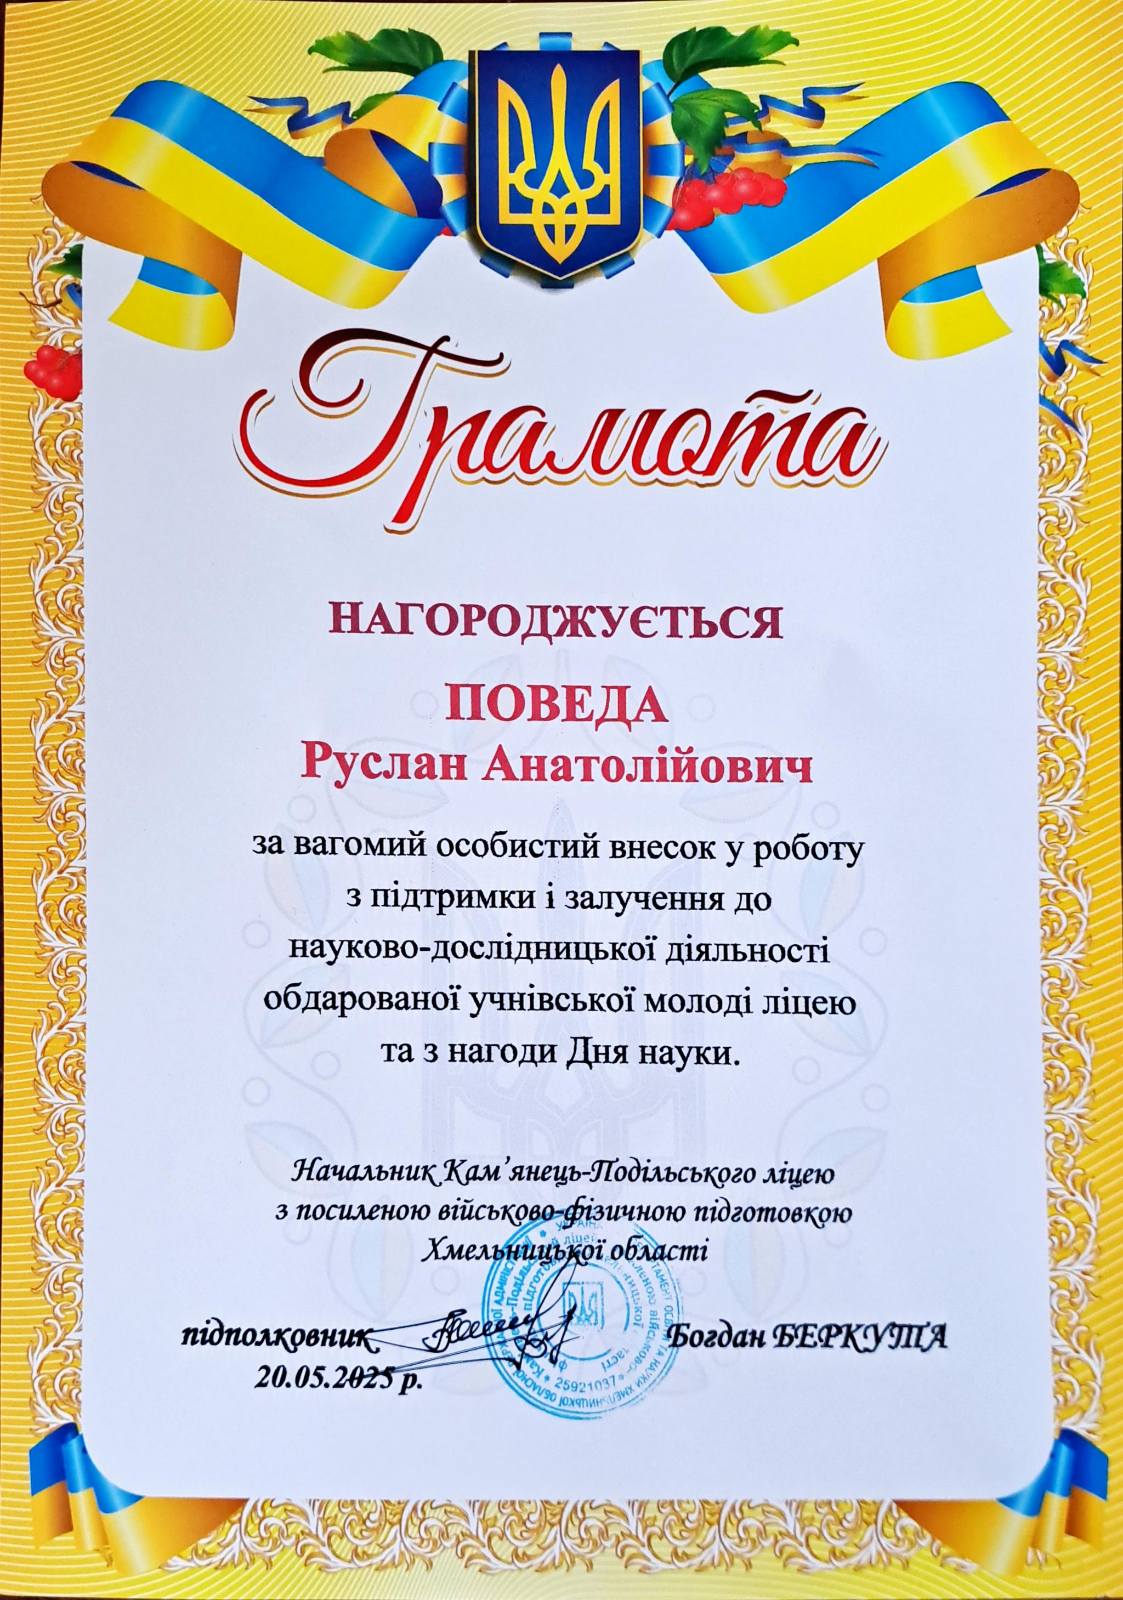 Грамота
НАГОРОДЖУЄТЬСЯ
ПОВЕДА
Руслан Анатолійович
за вагомий особистий внесок у роботу
з підтримки і залучення до
науково-дослідницької діяльності
обдарованої учнівської молоді ліцею
та з нагоди Дня науки.
Начальник Кам’янець-Подільського ліцею
з посиленою військово-фізичною підготовкою
Хмельницької області
підполковник Богдан БЕРКУТА
20.05.2025 р.
УКРАЇНА
25921037